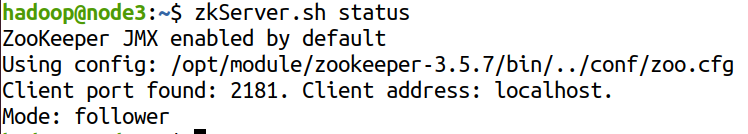 hadoop@node3:~$ zkServer.sh status
ZooKeeper JMX enabled by default
Using config: /opt/module/zookeeper-3.5.7/bin/../conf/zoo.cfg
Client port found: 2181. Client address: localhost.
Mode: follower